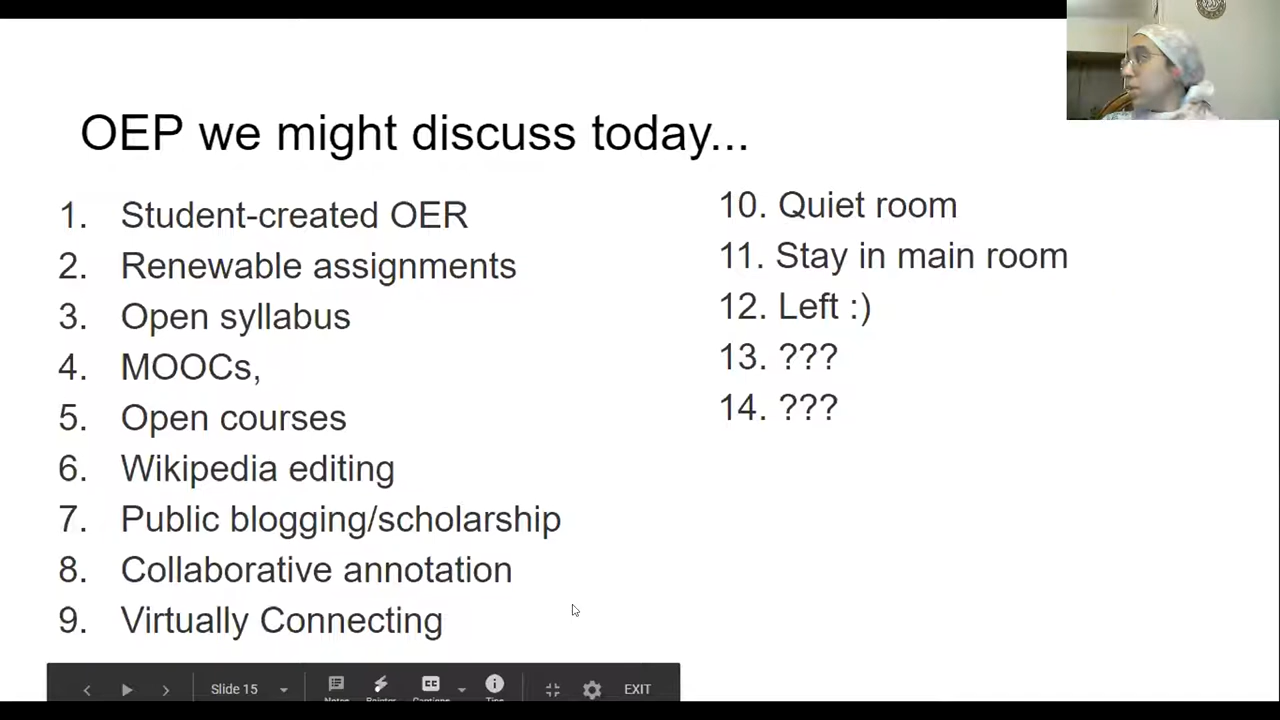 OEP we might discuss today...
1. Student-created OER
2. Renewable assignments
3. Open syllabus
4. MOOCs,
5. Open courses
6. Wikipedia editing
7. Public blogging/scholarship
8. Collaborative annotation
9. Virtually Connecting
10. Quiet room
11. Stay in main room
12. Left :)
13. ???
14. ???
Slide 15
CC
EXIT